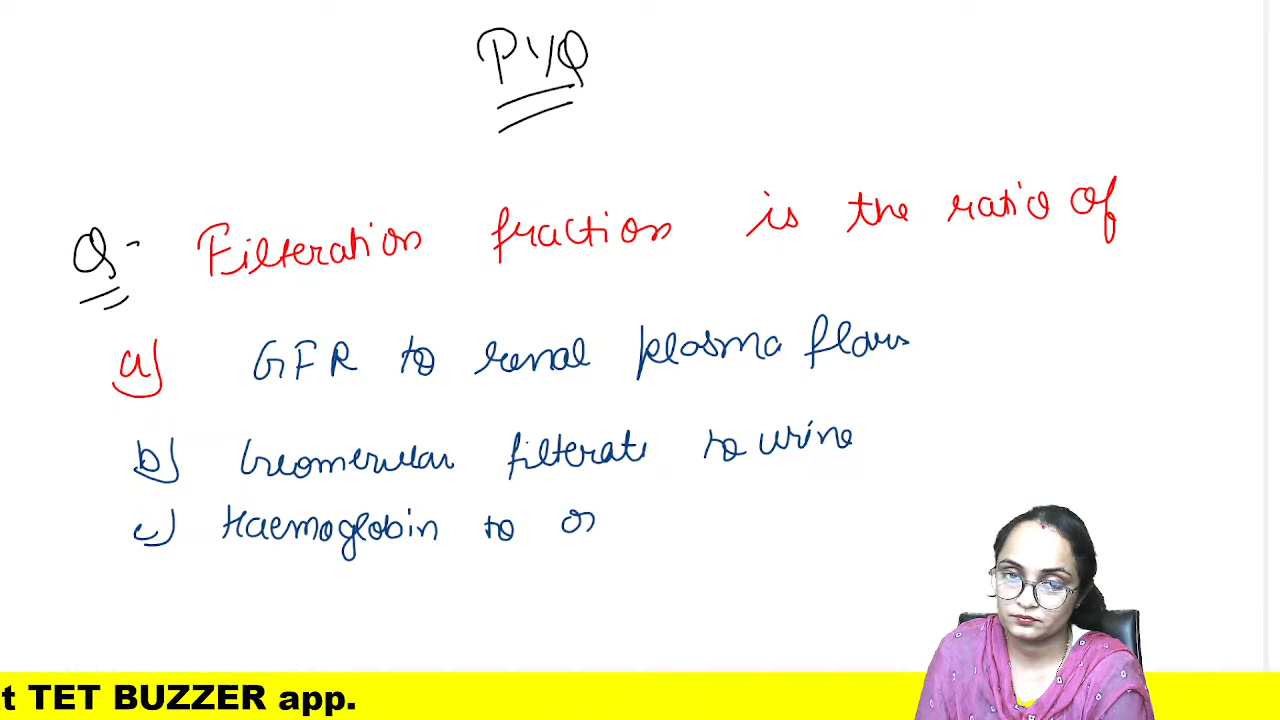 PYQ
Q- Filteration fraction is the ratio of
a) GFR to renal plasma flow
b) Glomerular filterate to urine
c) Haemoglobin to
t TET BUZZER app.